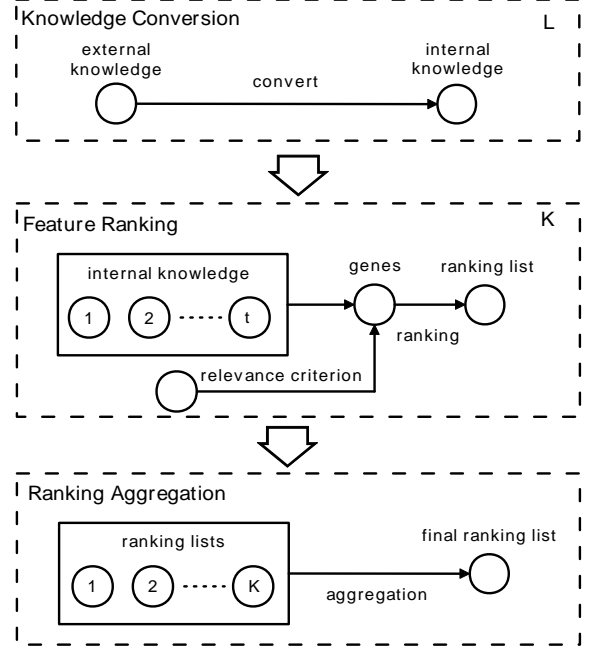 Knowledge Conversion
L
external
knowledge
convert
internal
knowledge
Feature Ranking
K
internal knowledge
1 2 ····· t
genes
ranking list
ranking
relevance criterion
Ranking Aggregation
ranking lists
1 2 ····· K
final ranking list
aggregation